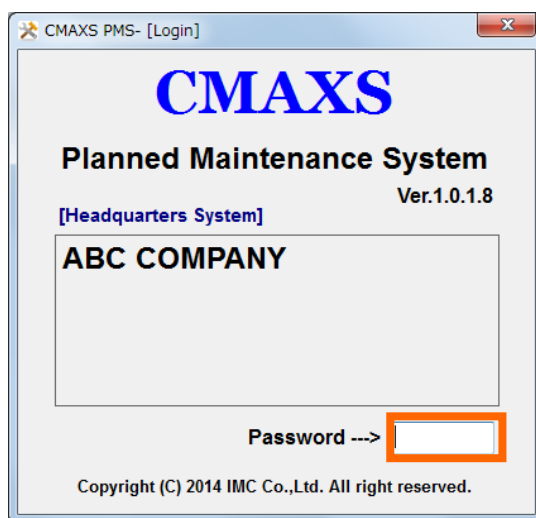 CMAXS PMS- [Login]
CMAXS
Planned Maintenance System
Ver.1.0.1.8
[Headquarters System]
ABC COMPANY
Password --->
Copyright (C) 2014 IMC Co.,Ltd. All right reserved.